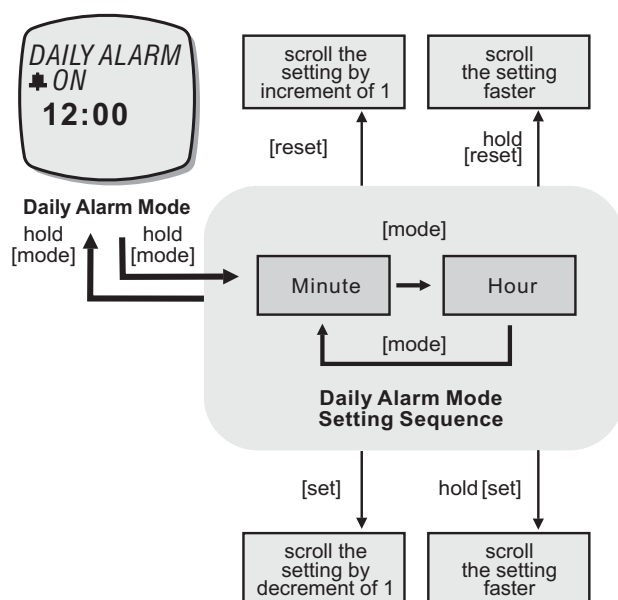 DAILY ALARM
ON
12:00
Daily Alarm Mode
hold
[mode]
hold
[mode]
scroll the
setting by
increment of 1
scroll
the setting
faster
[reset]
hold
[reset]
[mode]
Minute
Hour
[mode]
Daily Alarm Mode
Setting Sequence
[set]
hold [set]
scroll the
setting by
decrement of 1
scroll
the setting
faster